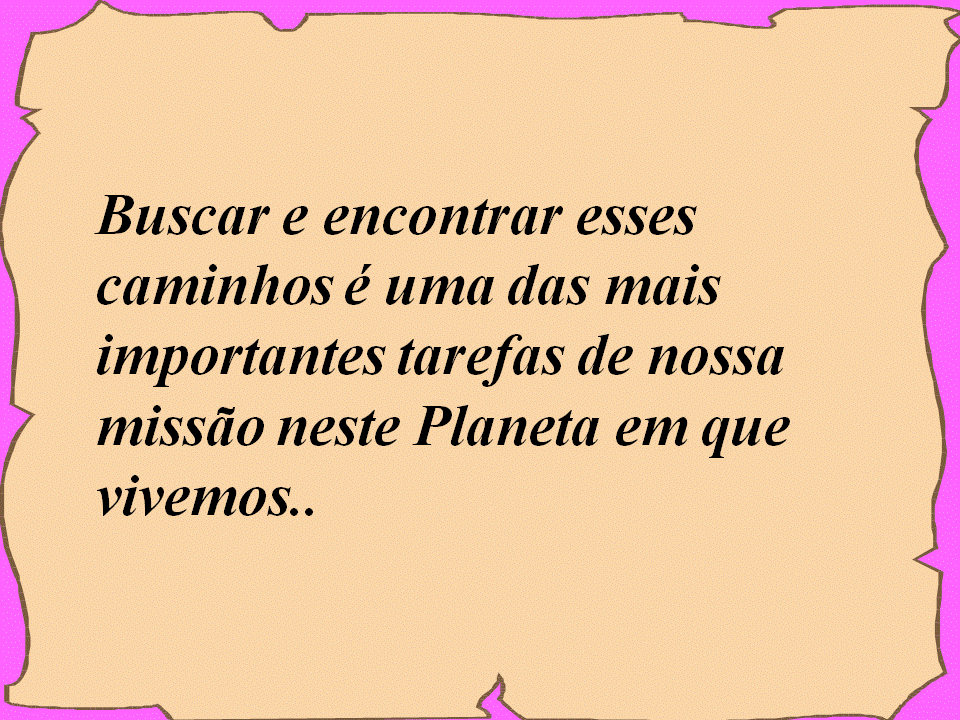 Buscar e encontrar esses
caminhos é uma das mais
importantes tarefas de nossa
missão neste Planeta em que
vivemos..